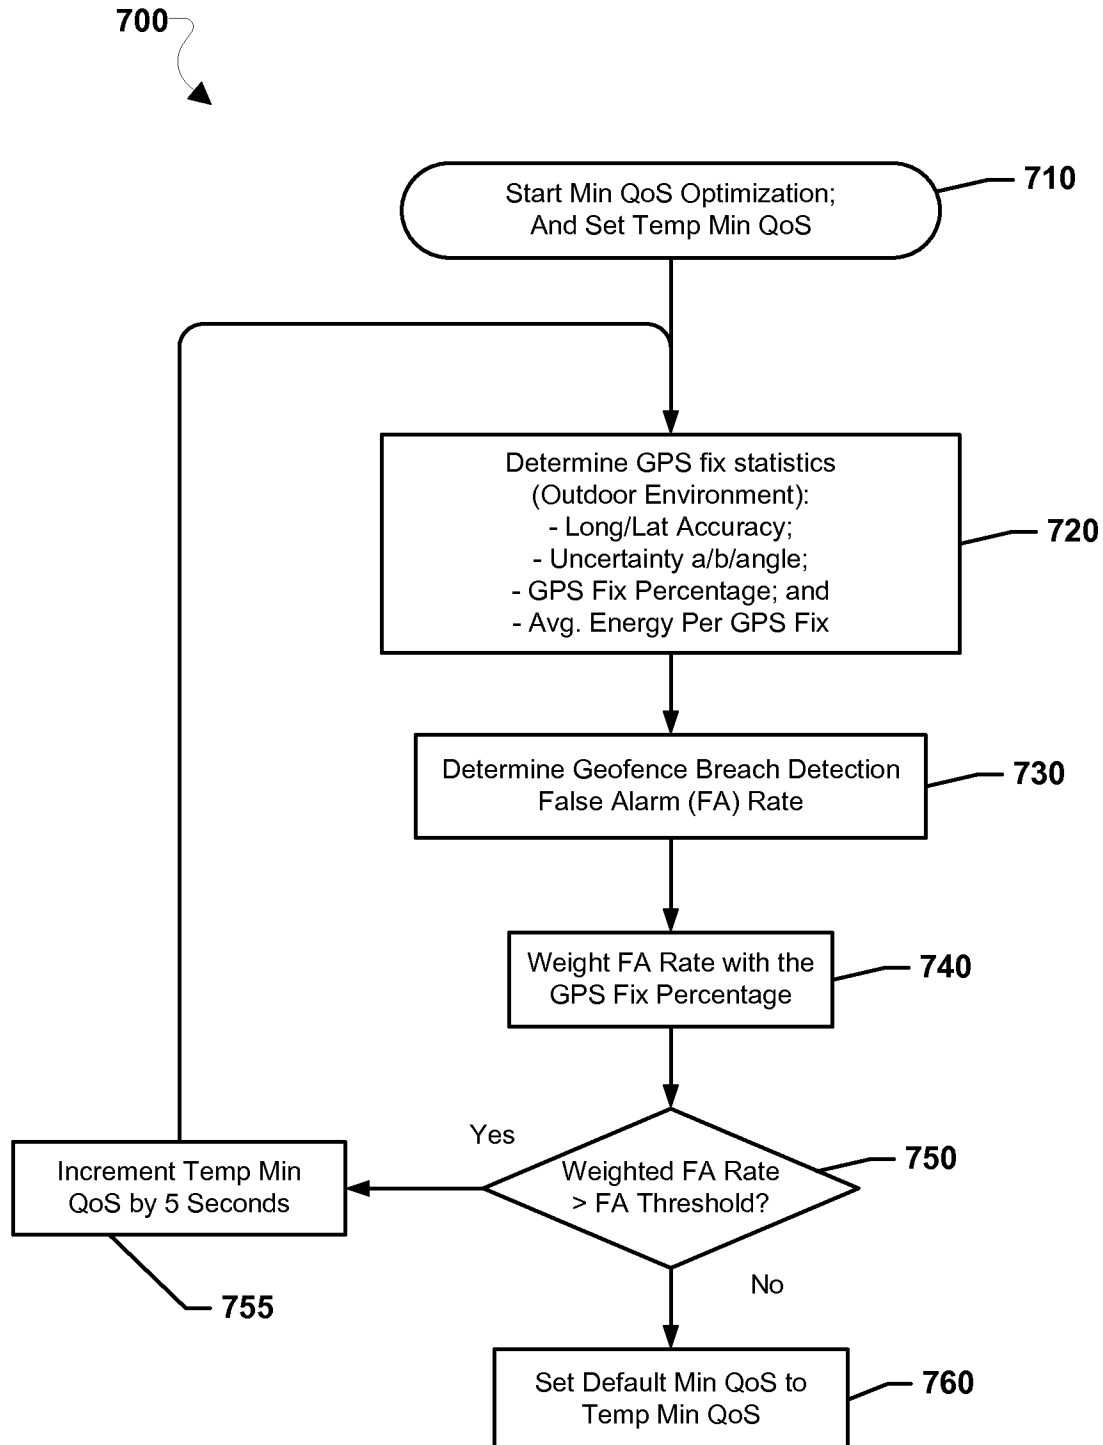 700
Start Min QoS Optimization;
And Set Temp Min QoS
710
Determine GPS fix statistics
(Outdoor Environment):
- Long/Lat Accuracy;
- Uncertainty a/b/angle;
- GPS Fix Percentage; and
- Avg. Energy Per GPS Fix
720
Determine Geofence Breach Detection
False Alarm (FA) Rate
730
Weight FA Rate with the
GPS Fix Percentage
740
Weighted FA Rate
> FA Threshold?
750
Yes
Increment Temp Min
QoS by 5 Seconds
755
No
Set Default Min QoS to
Temp Min QoS
760